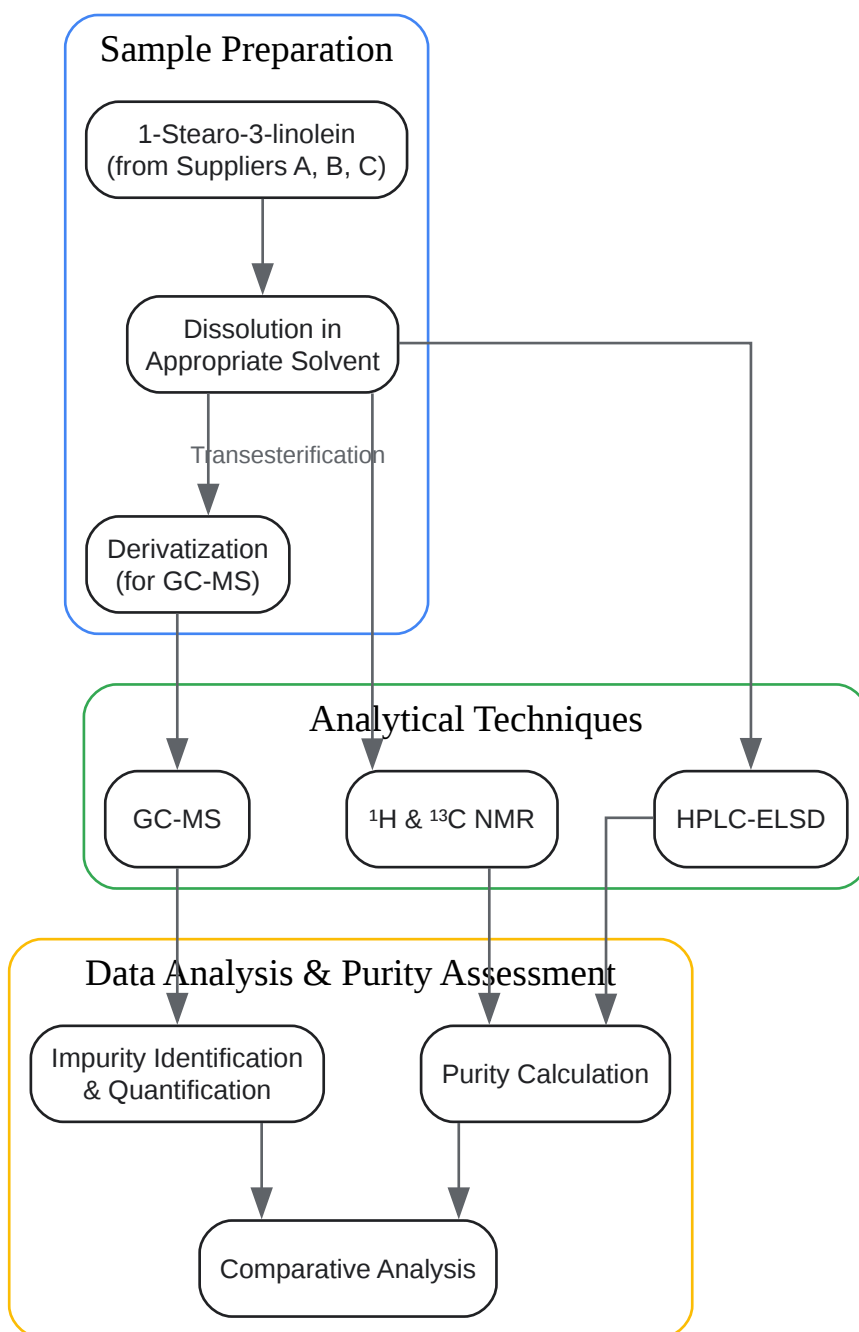 Sample Preparation
1-Stearo-3-linolein
(from Suppliers A, B, C)
Dissolution in
Appropriate Solvent
Transesterification
Derivatization
(for GC-MS)
Analytical Techniques
GC-MS
¹H & ¹³C NMR
HPLC-ELSD
Data Analysis & Purity Assessment
Impurity Identification
& Quantification
Purity Calculation
Comparative Analysis